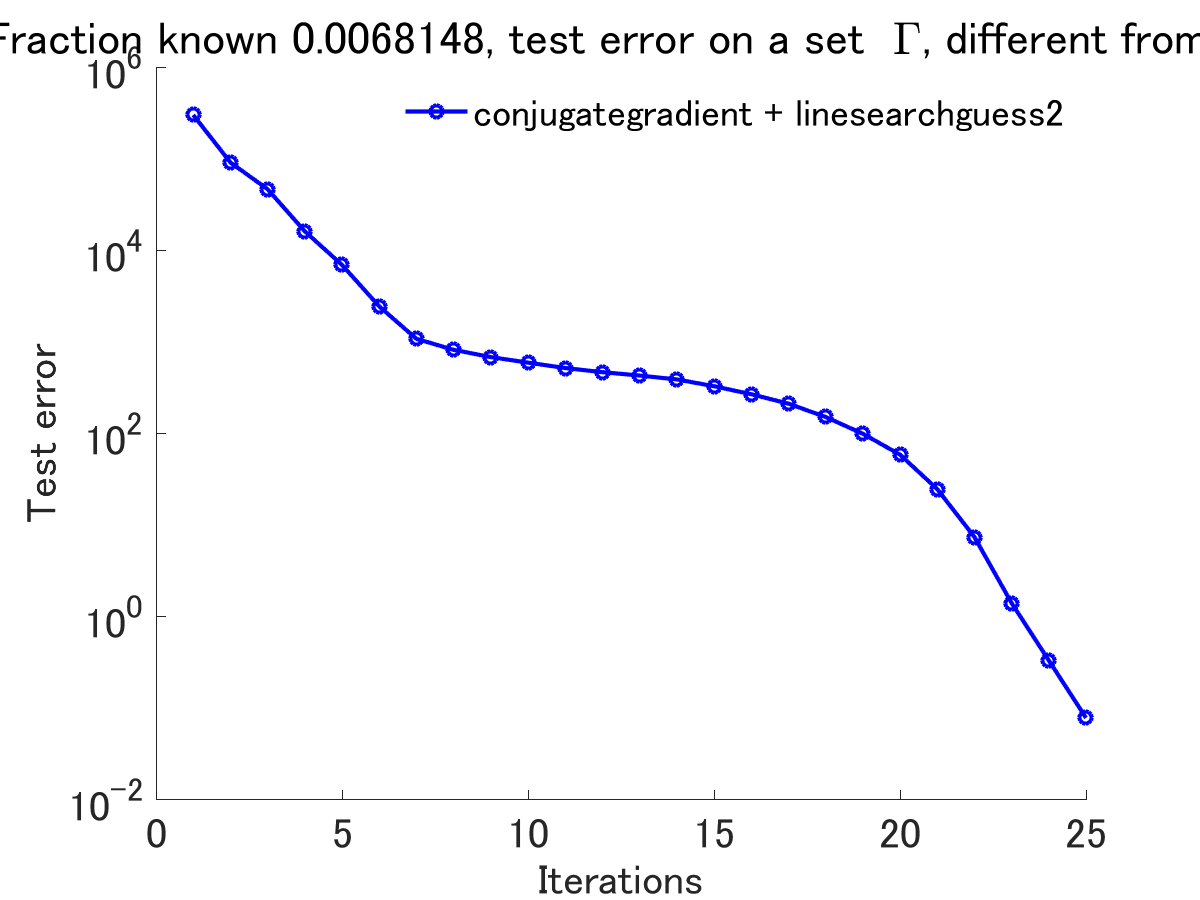 Fraction known 0.0068148, test error on a set Γ, different from
10^6
conjugategradient + linesearchguess2
10^4
Test error
10^2
10^0
10^-2
0 5 10 15 20 25
Iterations